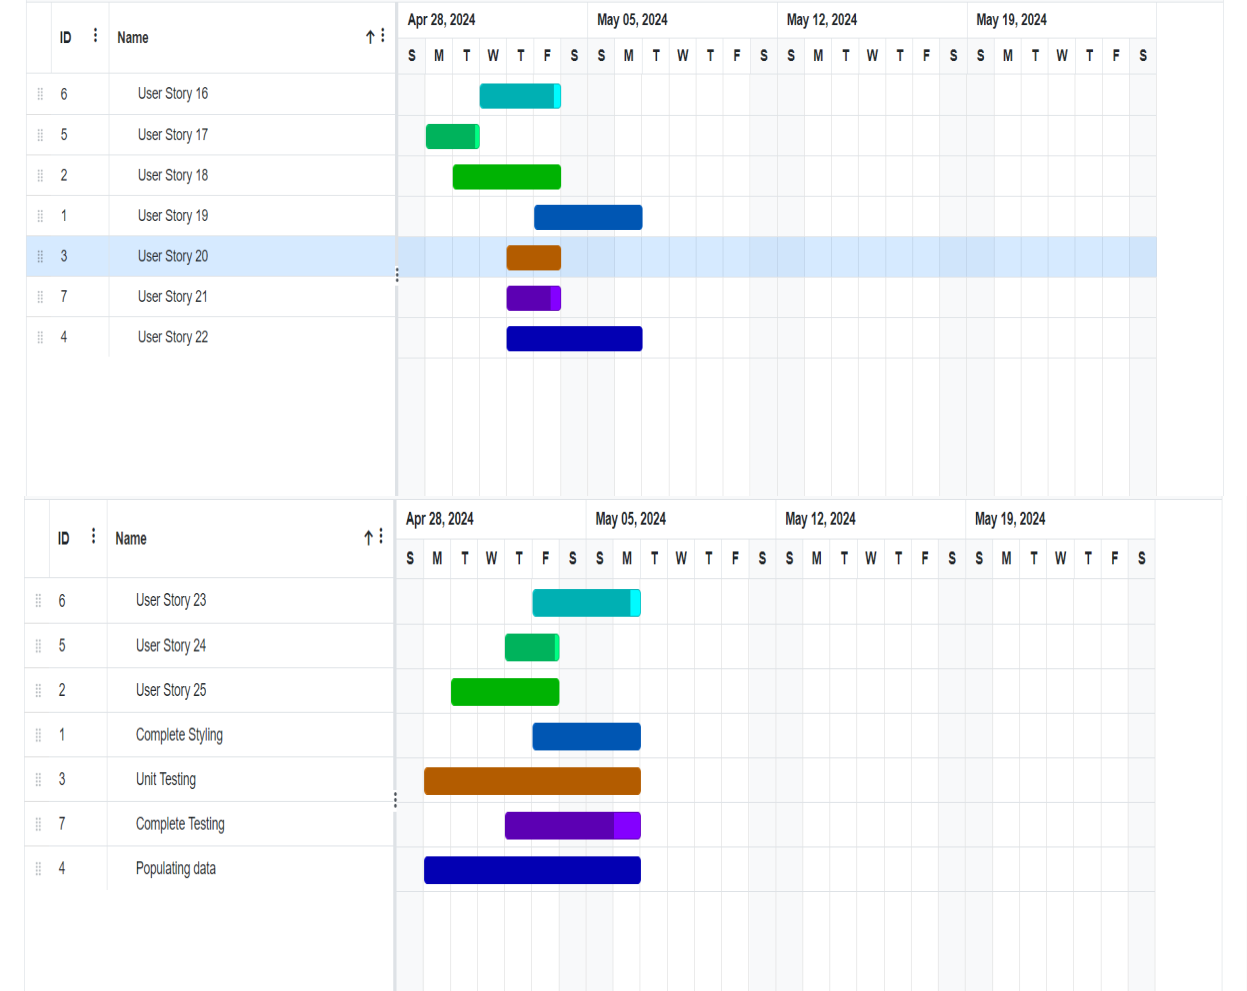 Apr 28, 2024 May 05, 2024 May 12, 2024 May 19, 2024
ID Name
S M T W T F S S M T W T F S S M T W T F S S M T W T F S
6 User Story 16
5 User Story 17
2 User Story 18
1 User Story 19
3 User Story 20
7 User Story 21
4 User Story 22
Apr 28, 2024 May 05, 2024 May 12, 2024 May 19, 2024
ID Name
S M T W T F S S M T W T F S S M T W T F S S M T W T F S
6 User Story 23
5 User Story 24
2 User Story 25
1 Complete Styling
3 Unit Testing
7 Complete Testing
4 Populating data